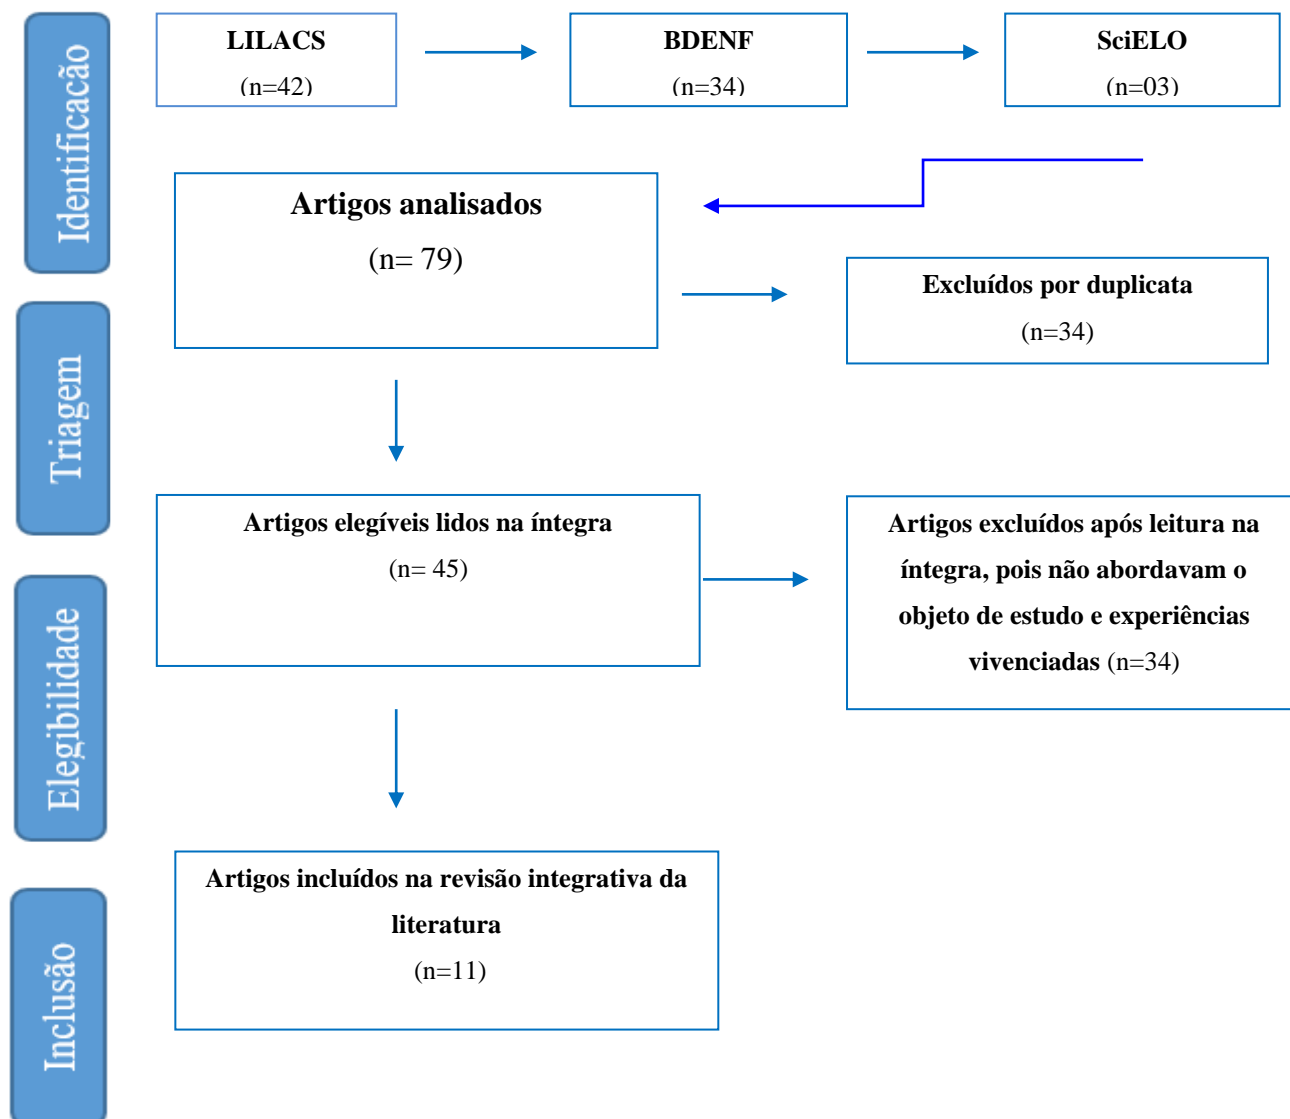 Identificação
LILACS
(n=42)
BDENF
(n=34)
SciELO
(n=03)
Artigos analisados
(n= 79)
Excluídos por duplicata
(n=34)
Triagem
Artigos elegíveis lidos na íntegra
(n= 45)
Artigos excluídos após leitura na
íntegra, pois não abordavam o
objeto de estudo e experiências
vivenciadas (n=34)
Elegibilidade
Artigos incluídos na revisão integrativa da
literatura
(n=11)
Inclusão